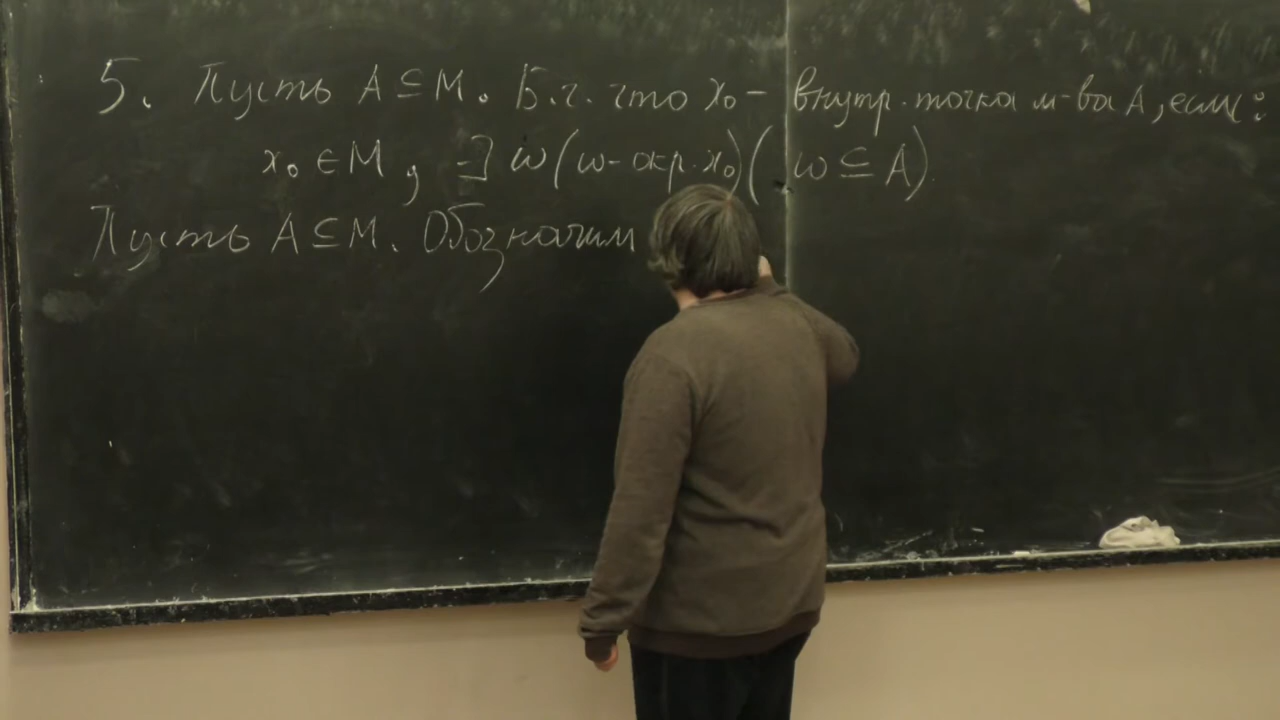 5. Пусть A ⊆ M. Б.г. что x₀ – внутр. точка м-ва A, если:
x₀ ∈ M, ∃ ω(ω-окр. x₀)(ω ⊆ A)
Пусть A ⊆ M. Обозначим